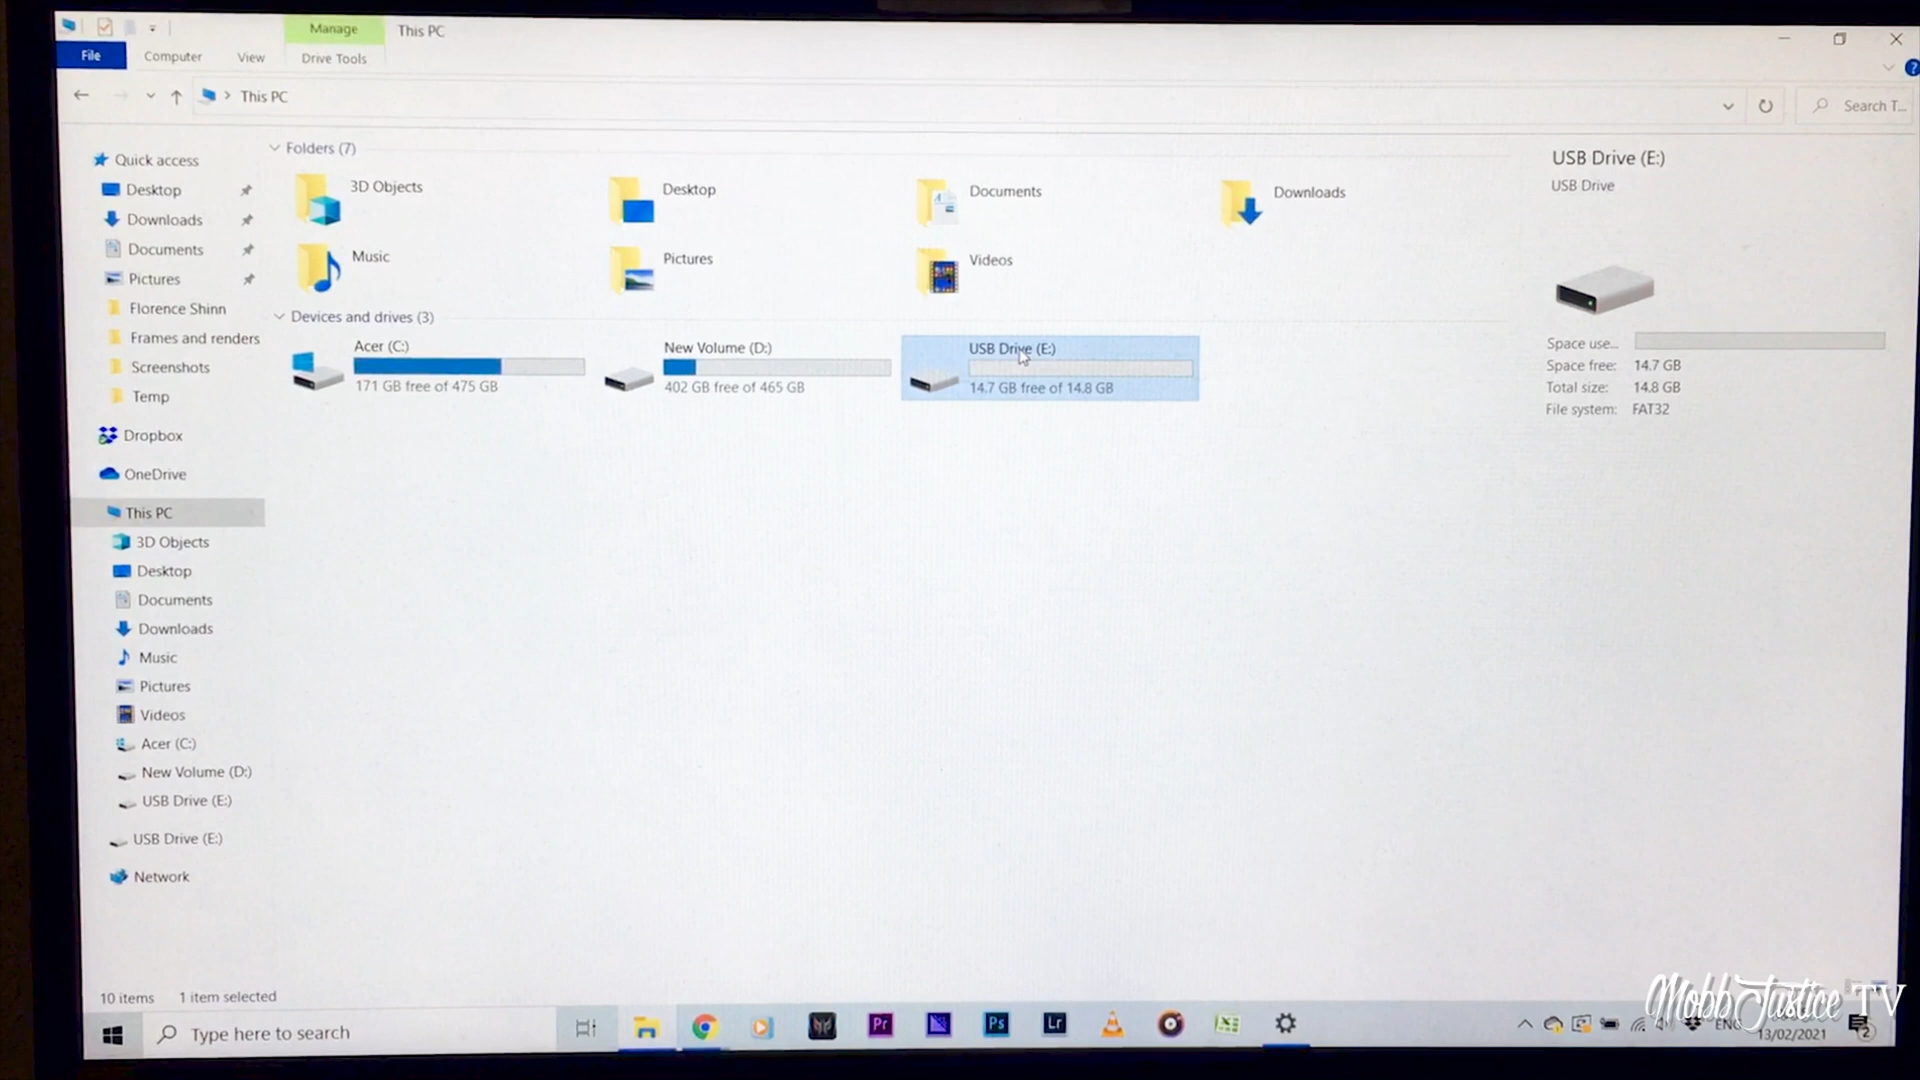 Manage
This PC
File
Computer
View
Drive Tools
This PC
Search T...
Quick access
Desktop
Downloads
Documents
Pictures
Florence Shinn
Frames and renders
Screenshots
Temp
Dropbox
OneDrive
This PC
3D Objects
Desktop
Documents
Downloads
Music
Pictures
Videos
Acer (C:)
New Volume (D:)
USB Drive (E:)
USB Drive (E:)
Network
Folders (7)
3D Objects
Desktop
Documents
Downloads
Music
Pictures
Videos
Devices and drives (3)
Acer (C:)
171 GB free of 475 GB
New Volume (D:)
402 GB free of 465 GB
USB Drive (E:)
14.7 GB free of 14.8 GB
USB Drive (E:)
USB Drive
Space use...
Space free: 14.7 GB
Total size: 14.8 GB
File system: FAT32
10 items 1 item selected
Type here to search
Pr
Ps
Lr
ENG
13/02/2021
2
MobbJustice TV